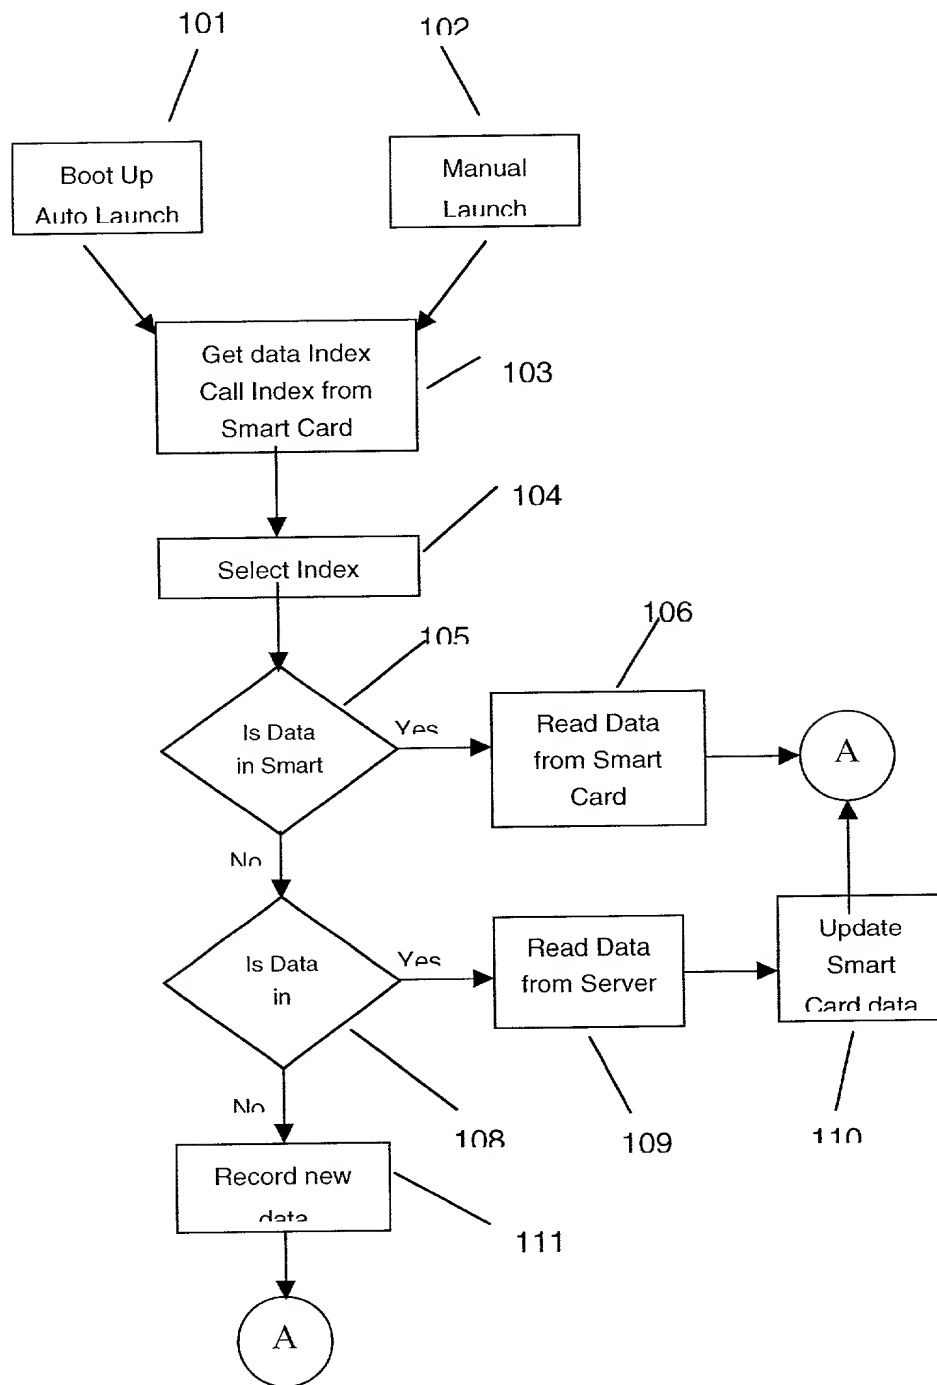 101
102
Boot Up
Auto Launch
Manual
Launch
Get data Index
Call Index from
Smart Card
103
104
Select Index
105
106
Is Data
in Smart
Yes
Read Data
from Smart
Card
A
No
Is Data
in
Yes
Read Data
from Server
Update
Smart
Card data
108
109
110
No
Record new
data
111
A